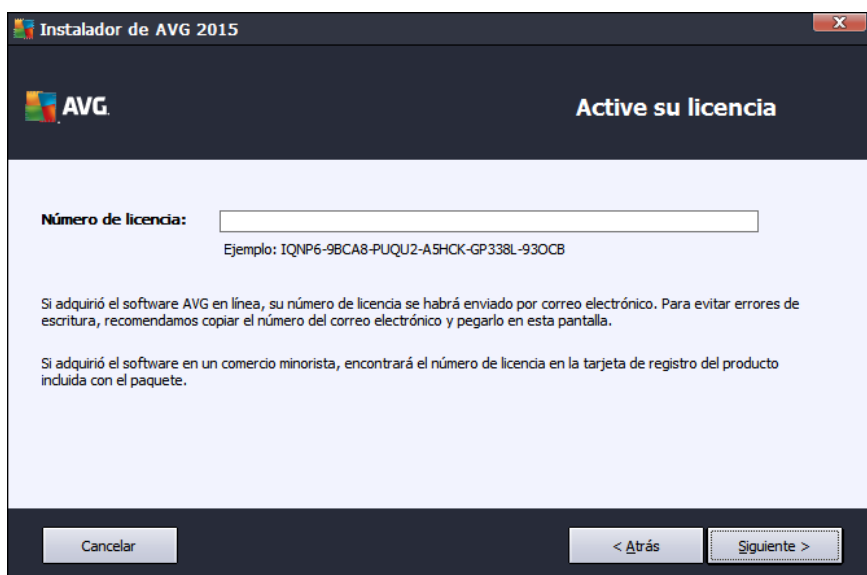 Instalador de AVG 2015
X
AVG.
Active su licencia
Número de licencia:
Ejemplo: IQNP6-9BCA8-PUQU2-A5HCK-GP338L-93OCB
Si adquirió el software AVG en línea, su número de licencia se habrá enviado por correo electrónico. Para evitar errores de
escritura, recomendamos copiar el número del correo electrónico y pegarlo en esta pantalla.
Si adquirió el software en un comercio minorista, encontrará el número de licencia en la tarjeta de registro del producto
incluida con el paquete.
Cancelar
< Atrás
Siguiente >